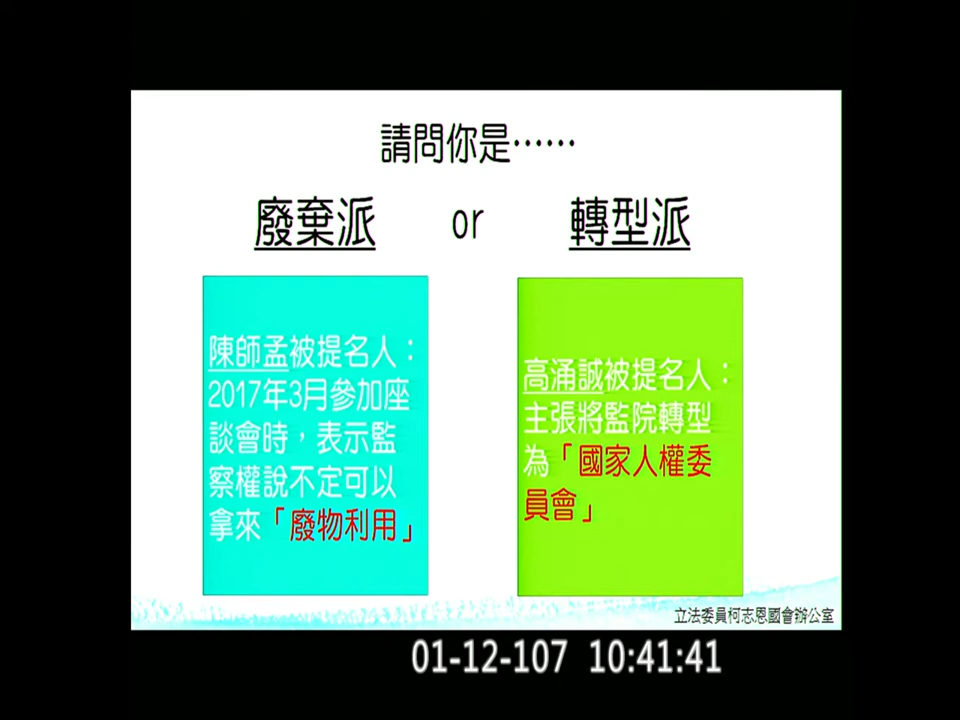 請問你是……
廢棄派 or 轉型派
陳師孟被提名人：
2017年3月參加座
談會時，表示監
察權說不定可以
拿來「廢物利用」
高涌誠被提名人：
主張將監院轉型
為「國家人權委
員會」
立法委員柯志恩國會辦公室
01-12-107 10:41:41